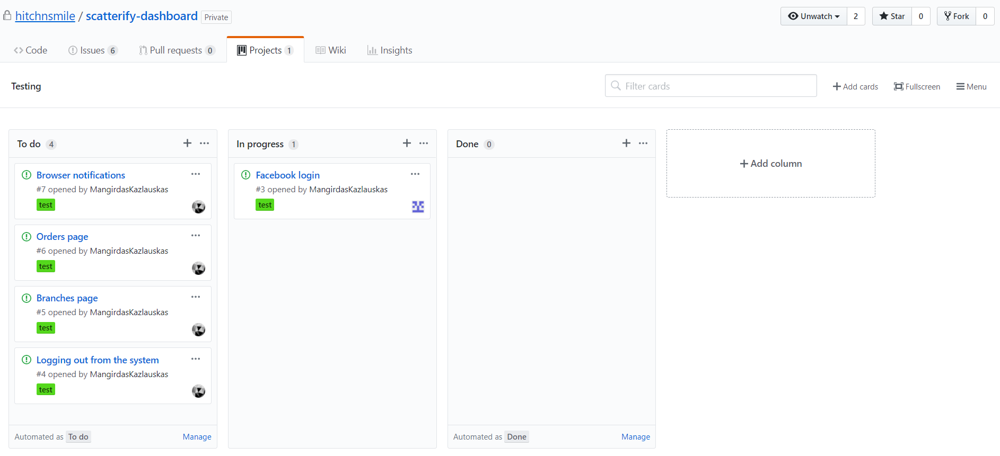 hitchnsmile / scatterify-dashboard Private
Unwatch 2 Star 0 Fork 0
Code Issues 6 Pull requests 0 Projects 1 Wiki Insights
Testing
Filter cards
Add cards Fullscreen Menu
To do 4
Browser notifications
#7 opened by MangirdasKazlauskas
test
Orders page
#6 opened by MangirdasKazlauskas
test
Branches page
#5 opened by MangirdasKazlauskas
test
Logging out from the system
#4 opened by MangirdasKazlauskas
test
Automated as To do Manage
In progress 1
Facebook login
#3 opened by MangirdasKazlauskas
test
Done 0
Automated as Done Manage
Add column